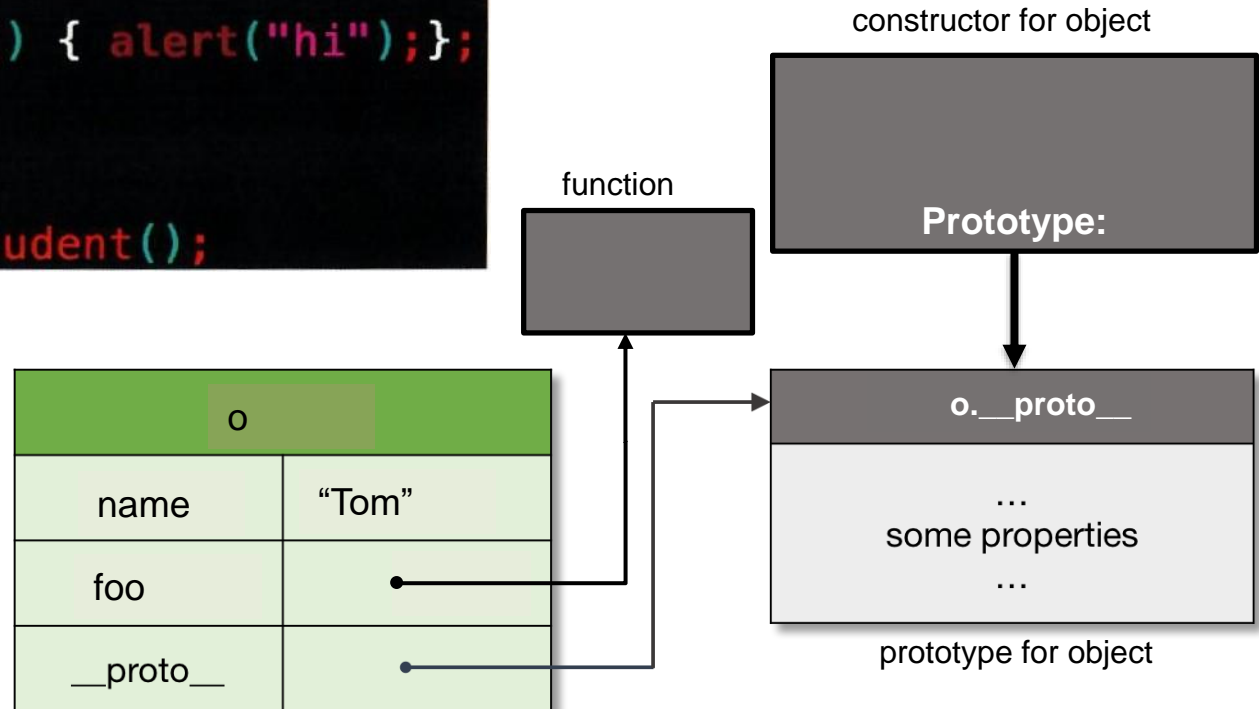 ) { alert("hi");};
udent();
constructor for object
function
Prototype:
o
name “Tom”
foo
__proto__
o.__proto__
...
some properties
...
prototype for object